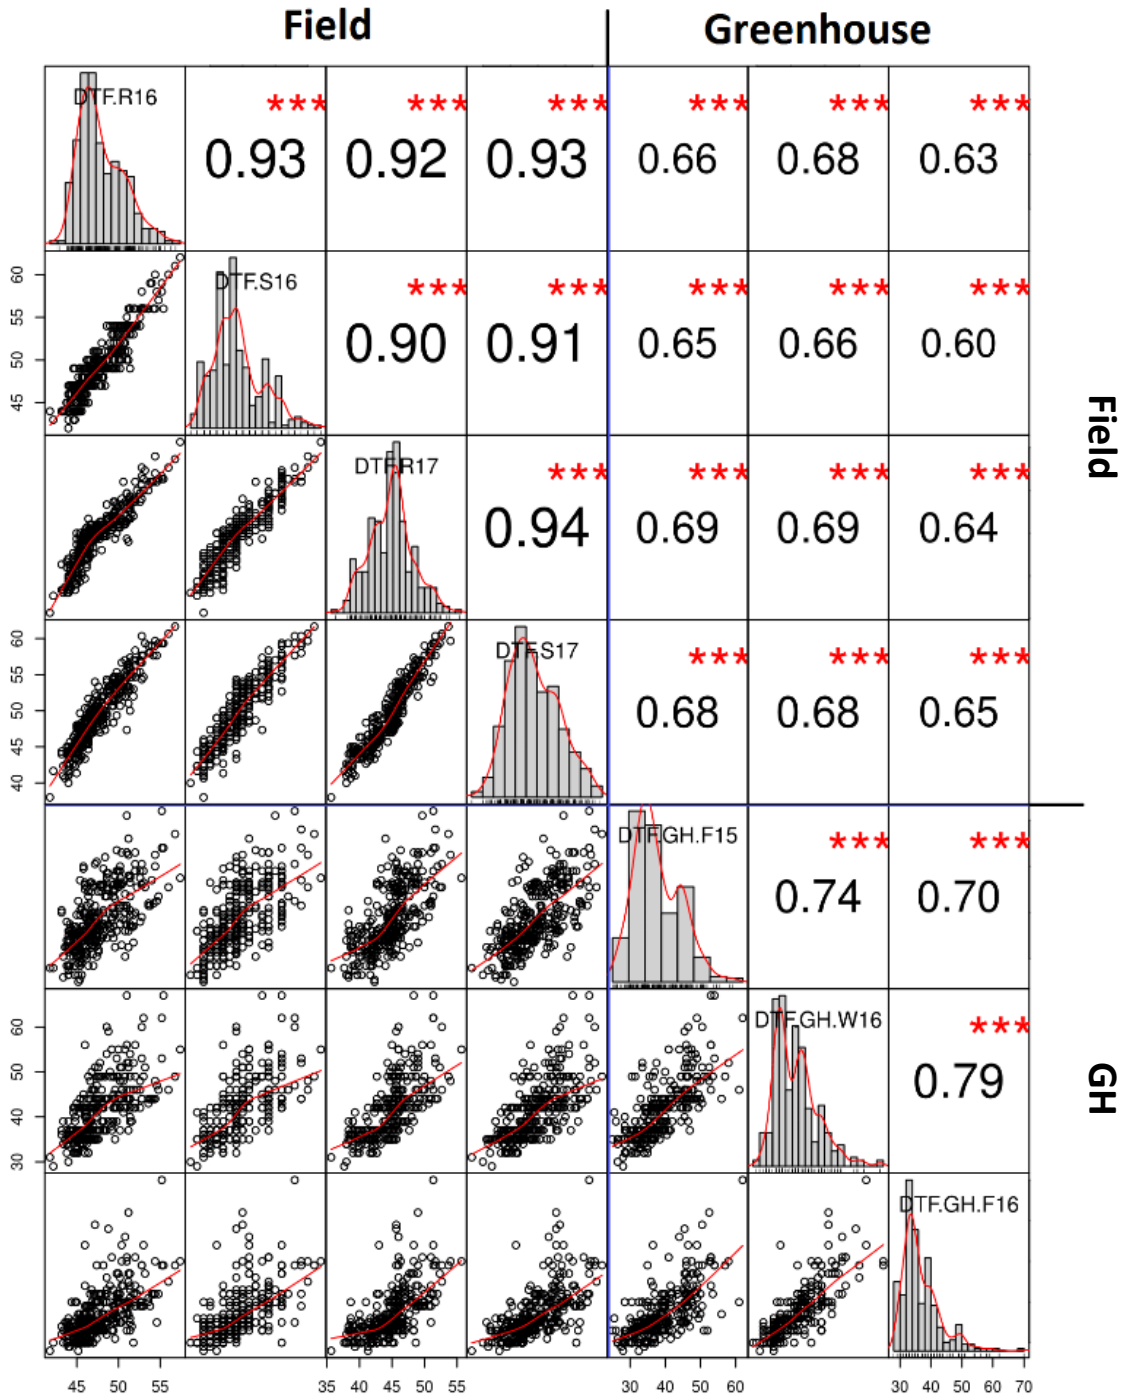 Field Greenhouse
DTF.R16 *** *** *** *** *** ***
0.93 0.92 0.93 0.66 0.68 0.63
DTF.S16 *** *** *** *** ***
0.90 0.91 0.65 0.66 0.60
60
55
50
45
Field
DTF.R17 *** *** *** ***
0.94 0.69 0.69 0.64
DTF.S17 *** *** ***
0.68 0.68 0.65
60
55
50
45
40
DTF.GH.F15 *** ***
0.74 0.70
DTF.GH.W16 ***
0.79
60
50
40
30
GH
DTF.GH.F16
45 50 55 35 40 45 50 55 30 40 50 60 30 40 50 60 70